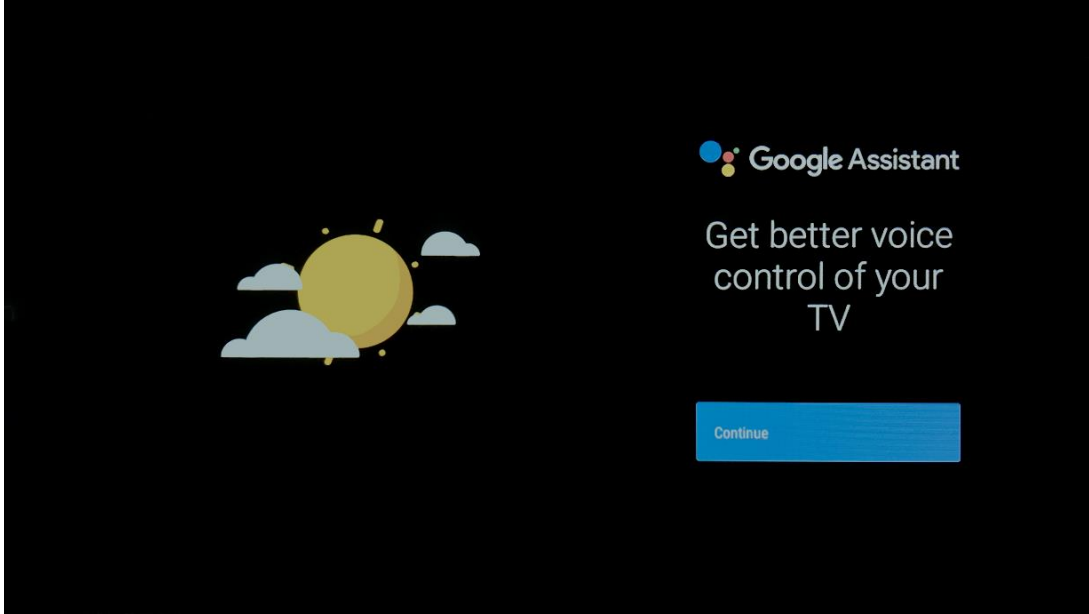 Google Assistant
Get better voice
control of your
TV
Continue